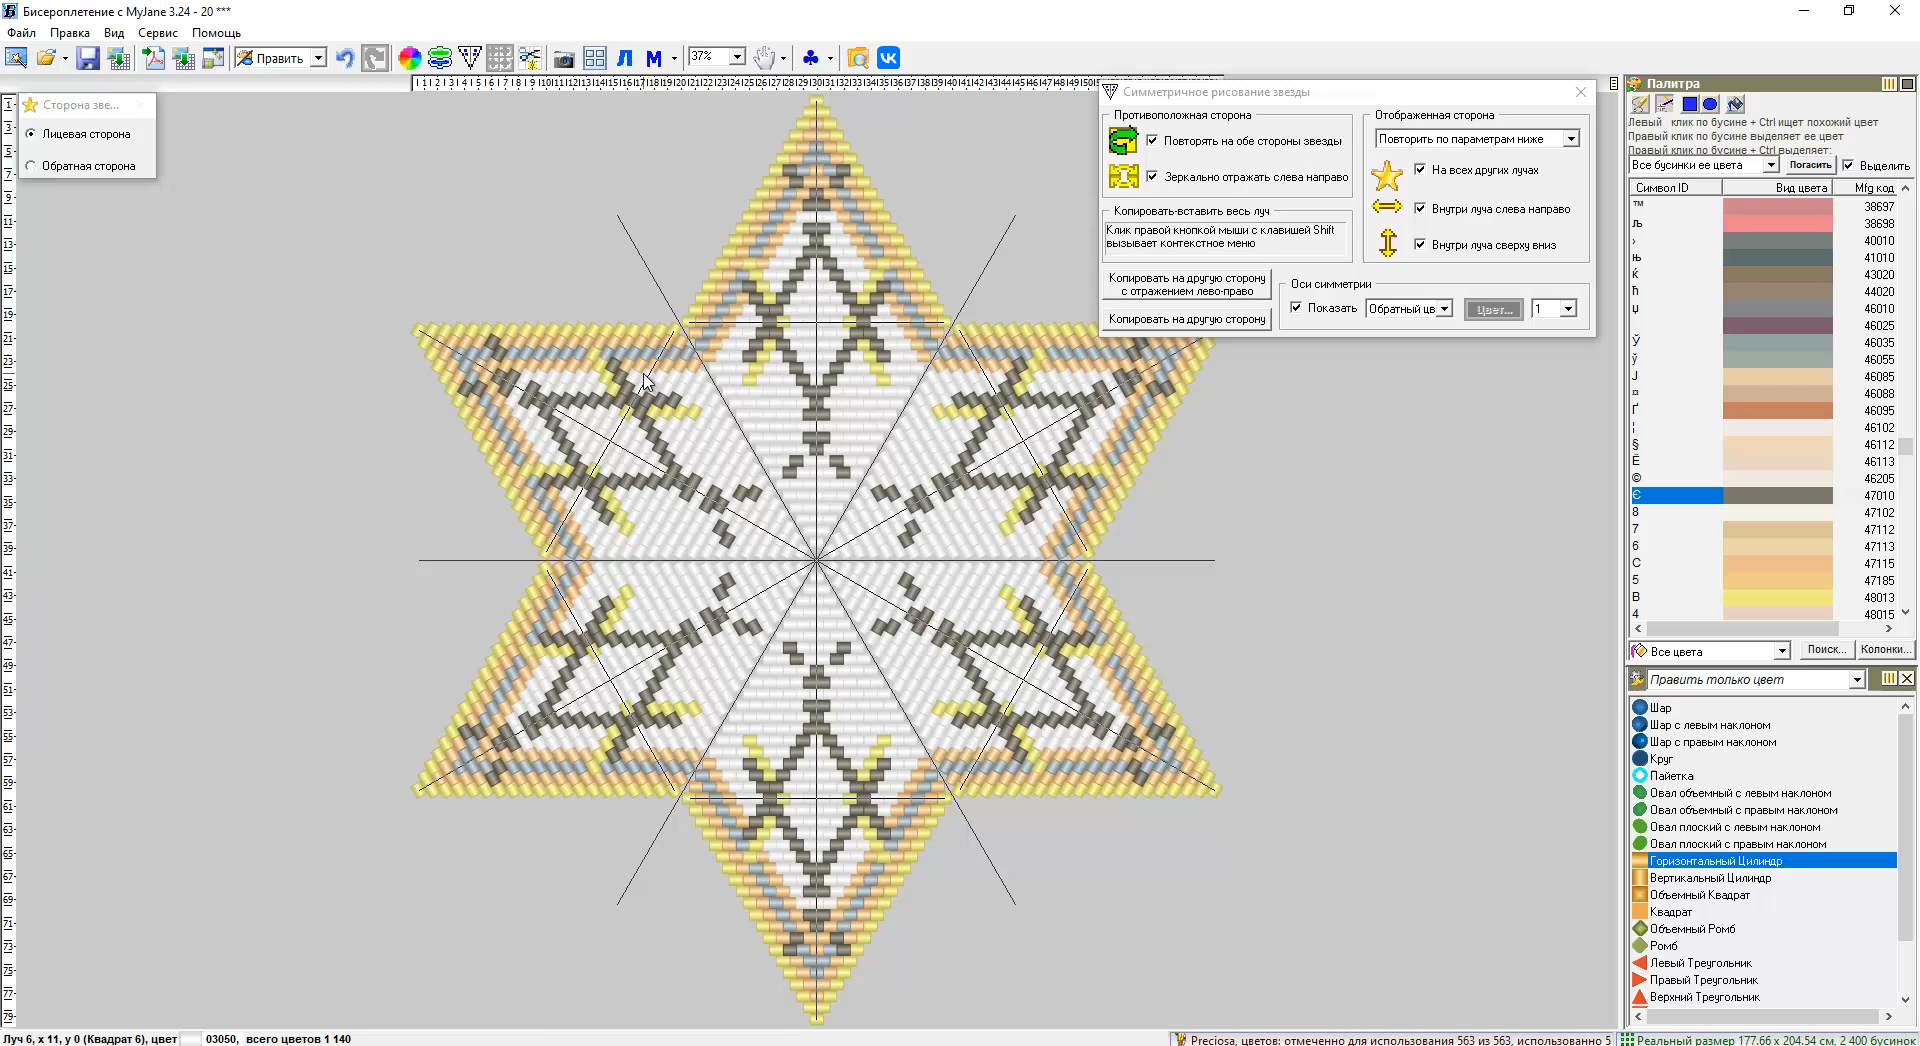 Бисероплетение с MyJane 3.24 - 20 ***
Файл Правка Вид Сервис Помощь
Править 37%
Сторона зве...
Лицевая сторона
Обратная сторона
Симметричное рисование звезды
Противоположная сторона
Повторять на обе стороны звезды
Зеркально отражать слева направо
Копировать-вставить весь луч
Клик правой кнопкой мыши с клавишей Shift
вызывает контекстное меню
Копировать на другую сторону
с отражением лево-право
Копировать на другую сторону
Отображенная сторона
Повторить по параметрам ниже
На всех других лучах
Внутри луча слева направо
Внутри луча сверху вниз
Оси симметрии
Показать Обратный цв Цвет... 1
Палитра
Левый клик по бусине + Ctrl ищет похожий цвет
Правый клик по бусине выделяет ее цвет
Правый клик по бусине + Ctrl выделяет:
Все бусинки ее цвета Погасить Выделить
Символ ID Вид цвета Mfg код
™ 38697
љ 38698
› 40010
њ 41010
ќ 43020
ћ 44020
џ 46010
46025
Ў 46035
ў 46055
Ј 46085
¤ 46088
Ґ 46095
¦ 46102
§ 46112
Ё 46113
© 46205
Є 47010
8 47102
7 47112
6 47113
C 47115
5 47185
B 48013
4 48015
Все цвета Поиск... Колонки...
Править только цвет
Шар
Шар с левым наклоном
Шар с правым наклоном
Круг
Пайетка
Овал объемный с левым наклоном
Овал объемный с правым наклоном
Овал плоский с левым наклоном
Овал плоский с правым наклоном
Горизонтальный Цилиндр
Вертикальный Цилиндр
Объемный Квадрат
Квадрат
Объемный Ромб
Ромб
Левый Треугольник
Правый Треугольник
Верхний Треугольник
Луч 6, x 11, y 0 (Квадрат 6), цвет 03050, всего цветов 1 140
Preciosa, цветов: отмеченно для использования 563 из 563, использованно 5
Реальный размер 177.66 x 204.54 см, 2 400 бусинок